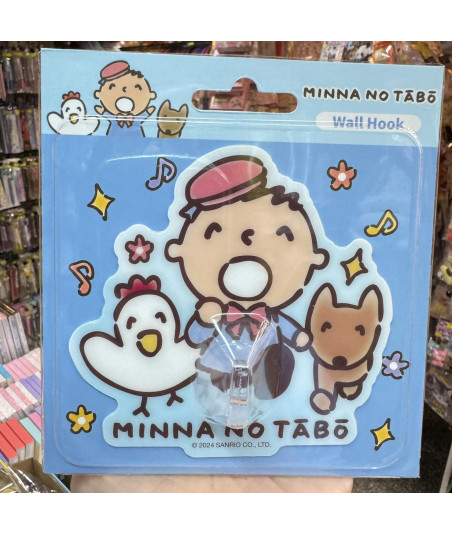 MINNA NO TĀBŌ
Wall Hook
MINNA NO TĀBŌ
© 2024 SANRIO CO., LTD.